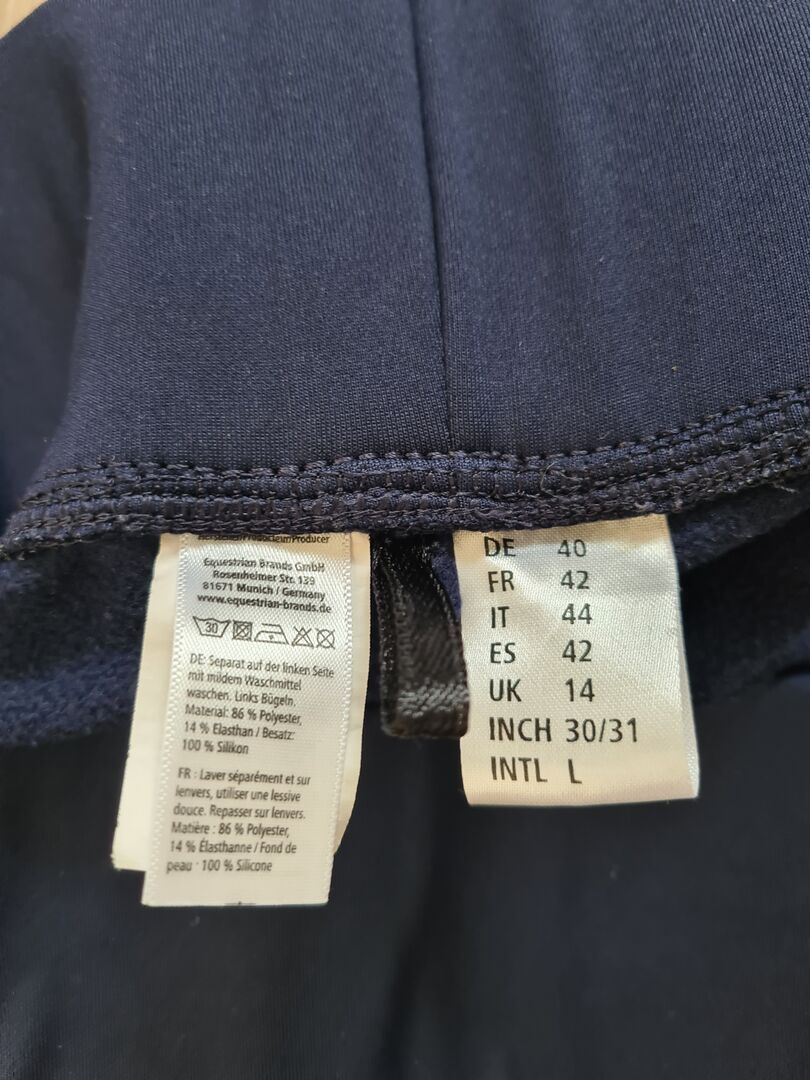 Equestrian Brands GmbH
Rosenheimer Str. 139
81671 Munich / Germany
www.equestrian-brands.de
30
DE: Separat auf der linken Seite
mit mildem Waschmittel
waschen. Links Bügeln.
Material: 86 % Polyester,
14 % Elasthan / Besatz:
100 % Silikon
FR : Laver séparément et sur
lenvers, utiliser une lessive
douce. Repasser sur lenvers.
Matière : 86 % Polyester,
14 % Élasthanne / Fond de
peau · 100 % Silicone
DE 40
FR 42
IT 44
ES 42
UK 14
INCH 30/31
INTL L